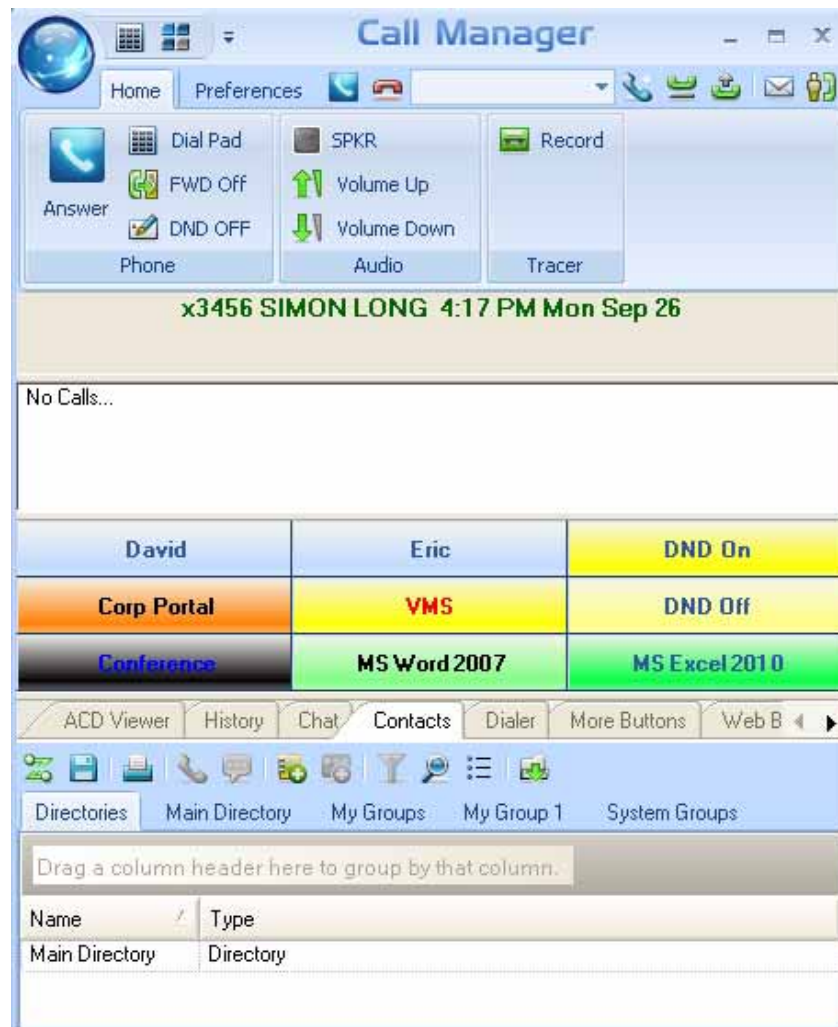 Call Manager
Home Preferences
Answer
Dial Pad
FWD Off
DND OFF
Phone
SPKR
Volume Up
Volume Down
Audio
Record
Tracer
x3456 SIMON LONG 4:17 PM Mon Sep 26
No Calls...
David Eric DND On
Corp Portal VMS DND Off
Conference MS Word 2007 MS Excel 2010
ACD Viewer History Chat Contacts Dialer More Buttons Web B
Directories Main Directory My Groups My Group 1 System Groups
Drag a column header here to group by that column.
Name Type
Main Directory Directory